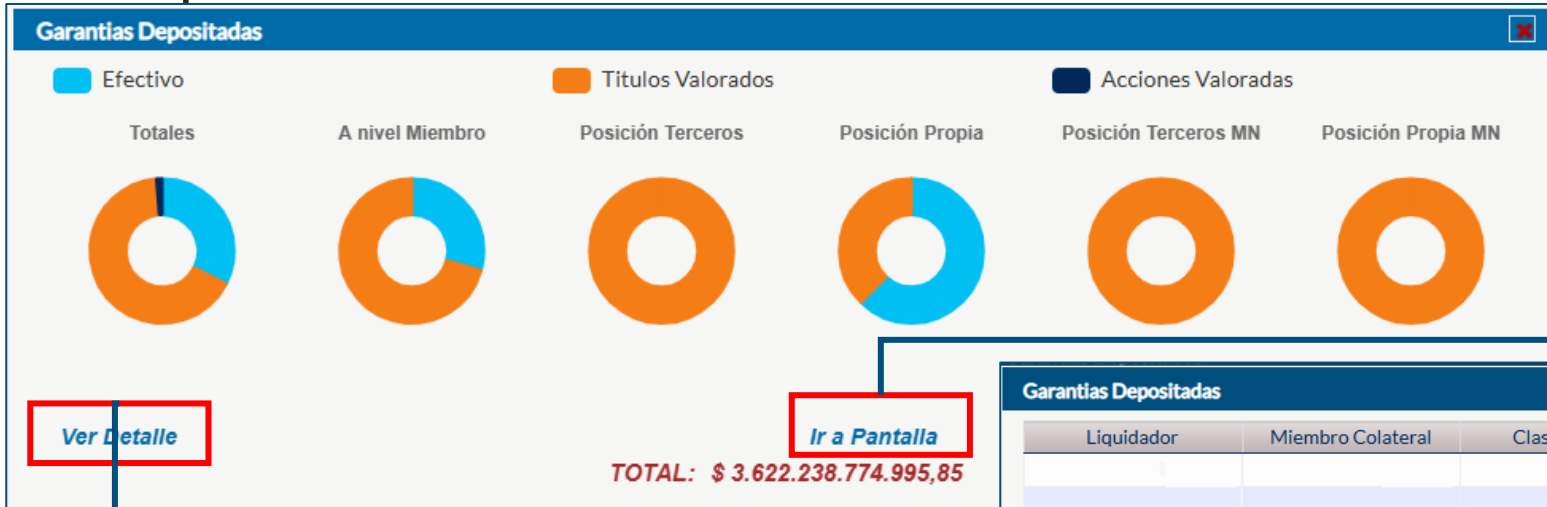 Garantias Depositadas
Efectivo
Titulos Valorados
Acciones Valoradas
Totales
A nivel Miembro
Posición Terceros
Posición Propia
Posición Terceros MN
Posición Propia MN
Ver Detalle
Ir a Pantalla
TOTAL: $ 3.622.238.774.995,85
Garantias Depositadas
Liquidador
Miembro Colateral
Clas